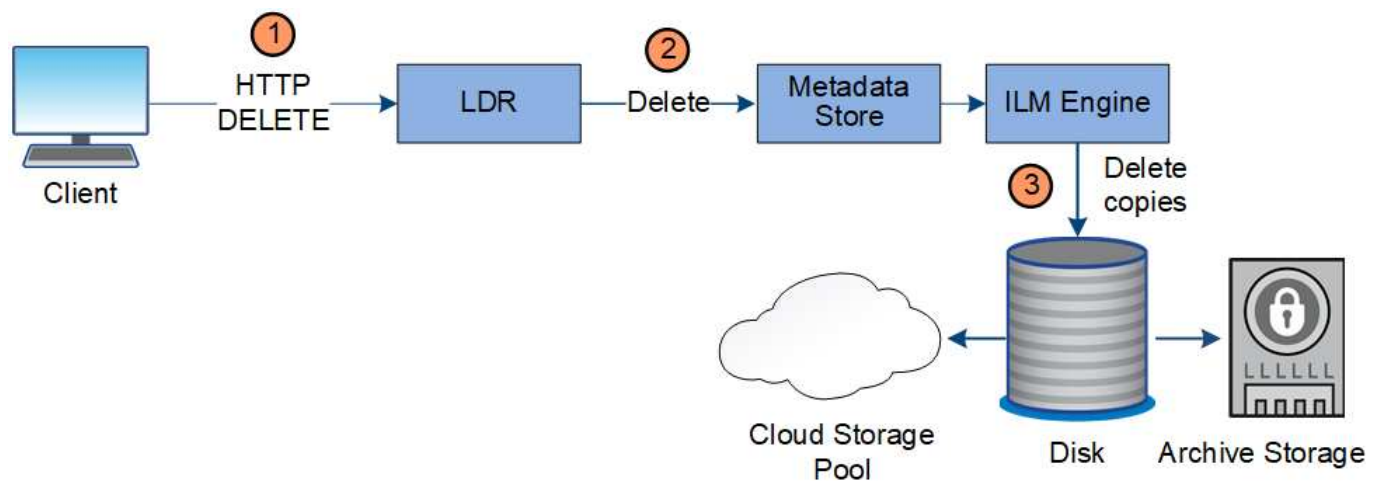 1
HTTP
DELETE
LDR
2
Delete
Metadata
Store
ILM Engine
Client
3
Delete
copies
LLLLLL
Cloud Storage
Pool
Disk
Archive Storage